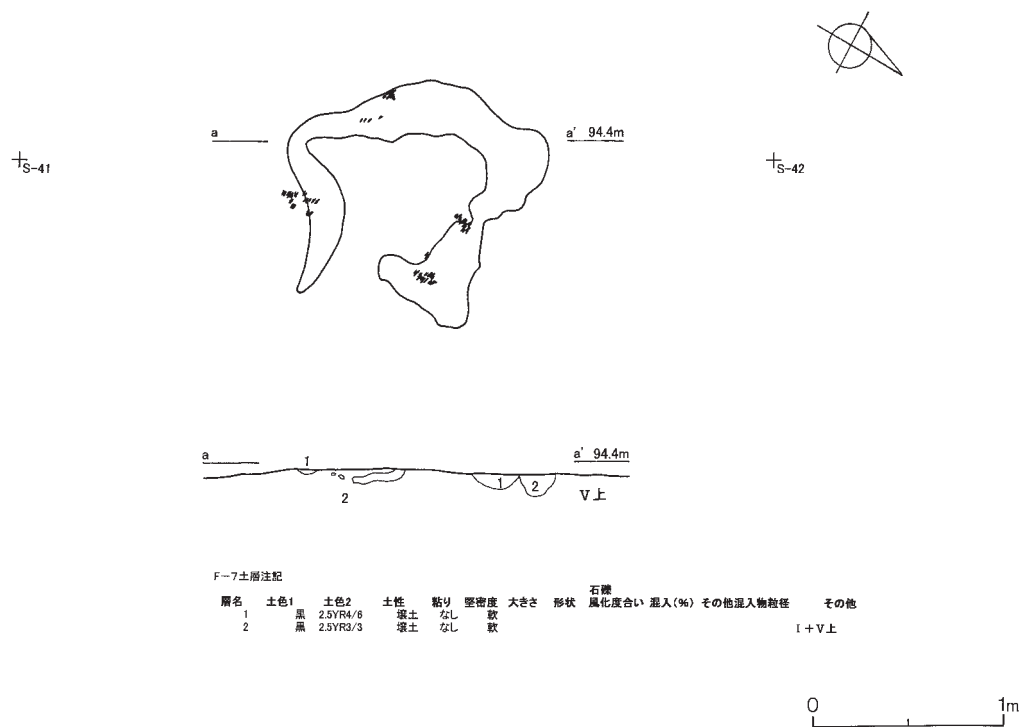 a a' 94.4m
S-41 S-42
a a' 94.4m
1
1 2
2 V上
F-7土層注記
石礫
層名 土色1 土色2 土性 粘り 堅密度 大きさ 形状 風化度合い 混入(%) その他混入物粒径 その他
1 黒 2.5YR4/6 壌土 なし 軟
2 黒 2.5YR3/3 壌土 なし 軟 I+V上
0 1m